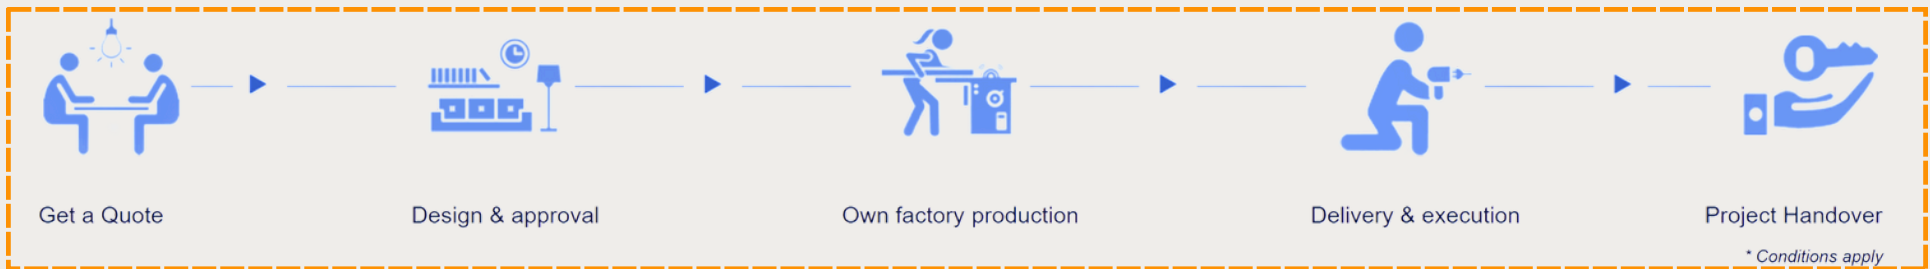 Get a Quote
Design & approval
Own factory production
Delivery & execution
Project Handover
* Conditions apply